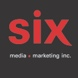 six
media + marketing inc.